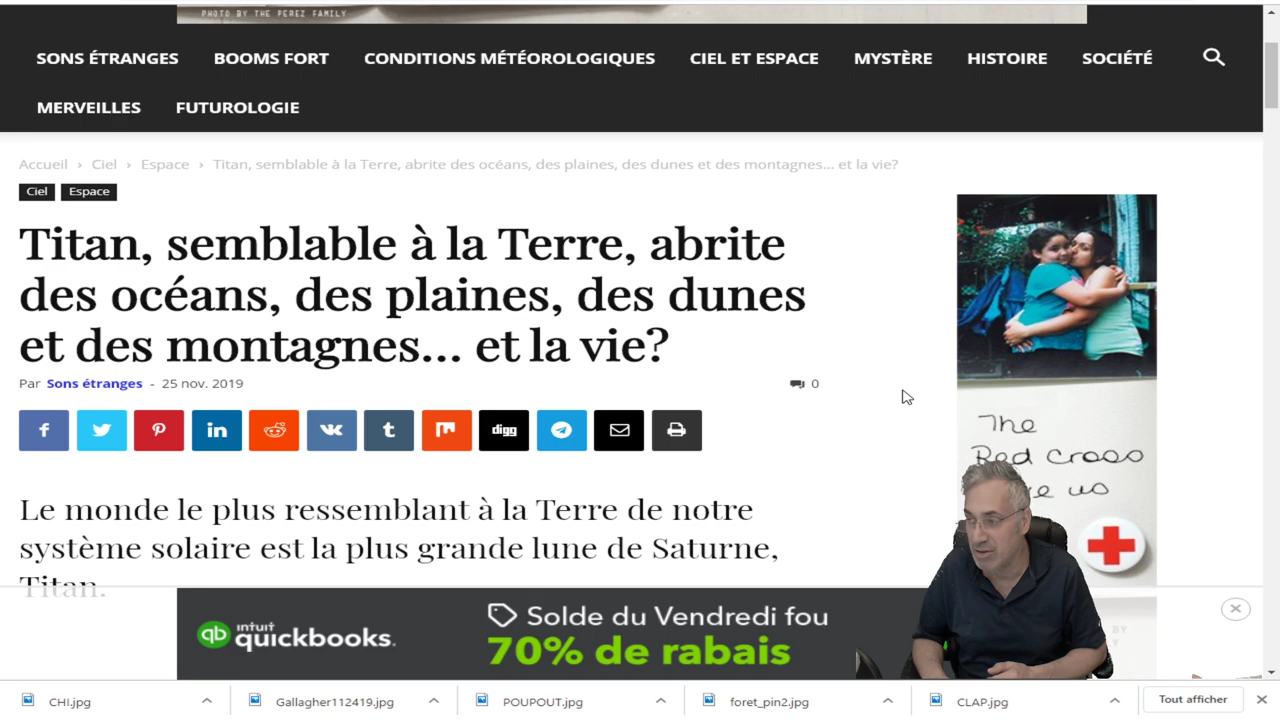 PHOTO BY THE PEREZ FAMILY
SONS ÉTRANGES BOOMS FORT CONDITIONS MÉTÉOROLOGIQUES CIEL ET ESPACE MYSTÈRE HISTOIRE SOCIÉTÉ
MERVEILLES FUTUROLOGIE
Accueil › Ciel › Espace › Titan, semblable à la Terre, abrite des océans, des plaines, des dunes et des montagnes... et la vie?
Ciel Espace
Titan, semblable à la Terre, abrite
des océans, des plaines, des dunes
et des montagnes... et la vie?
Par Sons étranges - 25 nov. 2019
0
digg
The
Red Cross
us
Le monde le plus ressemblant à la Terre de notre
système solaire est la plus grande lune de Saturne,
Titan.
qb intuit quickbooks.
Solde du Vendredi fou
70% de rabais
BY
CHI.jpg Gallagher112419.jpg POUPOUT.jpg foret_pin2.jpg CLAP.jpg Tout afficher